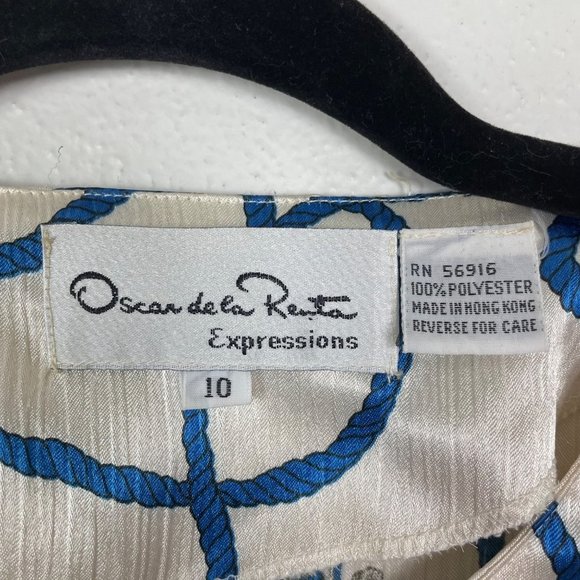 Oscar de la Renta
Expressions
10
RN 56916
100% POLYESTER
MADE IN HONG KONG
REVERSE FOR CARE